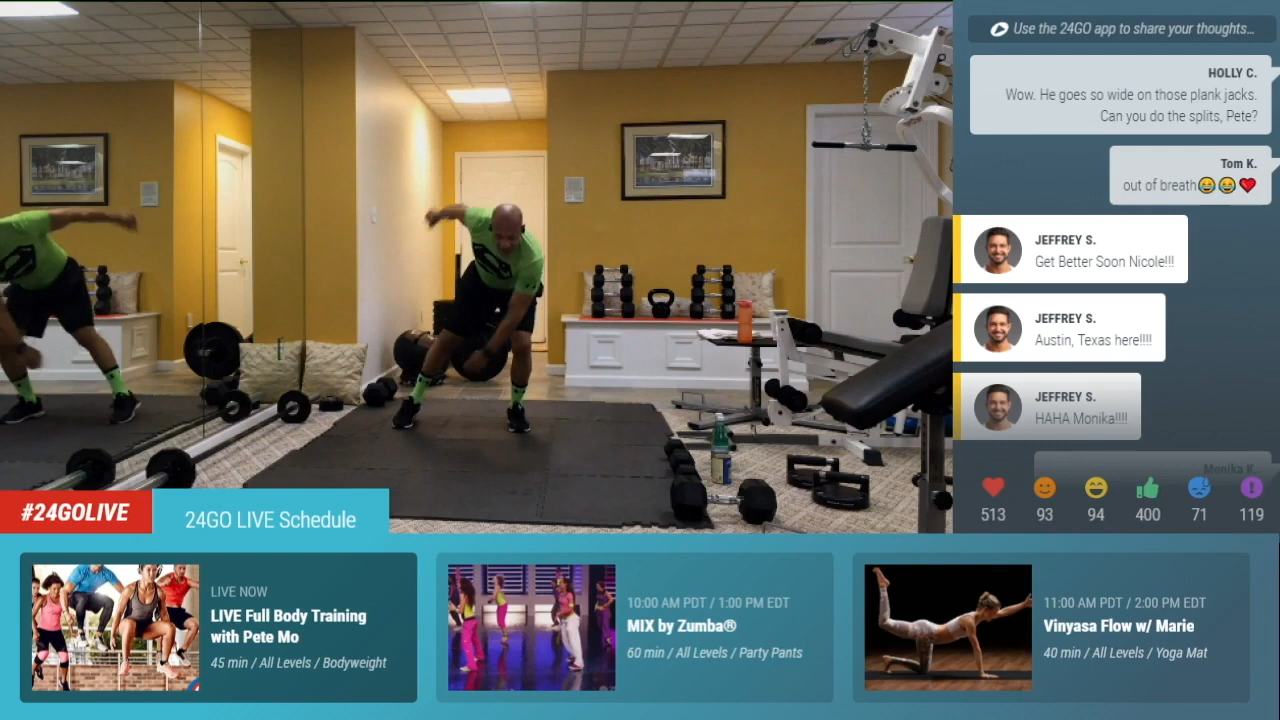 Use the 24GO app to share your thoughts...
HOLLY C.
Wow. He goes so wide on those plank jacks.
Can you do the splits, Pete?
Tom K.
out of breath😂😂❤️
JEFFREY S.
Get Better Soon Nicole!!!
JEFFREY S.
Austin, Texas here!!!!
JEFFREY S.
HAHA Monika!!!!
Monika K.
513 93 94 400 71 119
#24GOLIVE
24GO LIVE Schedule
LIVE NOW
LIVE Full Body Training
with Pete Mo
45 min / All Levels / Bodyweight
10:00 AM PDT / 1:00 PM EDT
MIX by Zumba®
60 min / All Levels / Party Pants
11:00 AM PDT / 2:00 PM EDT
Vinyasa Flow w/ Marie
40 min / All Levels / Yoga Mat